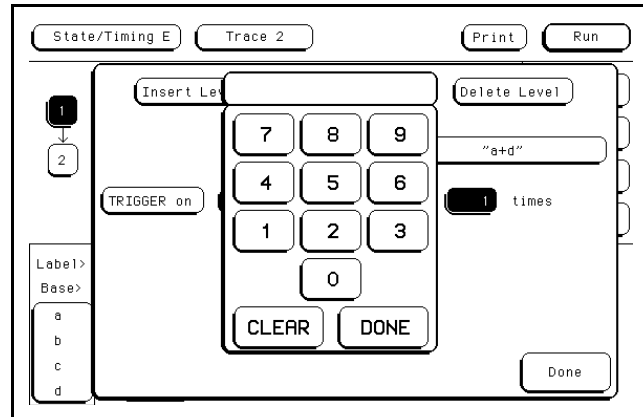 State/Timing E Trace 2 Print Run
Insert Lev Delete Level
1
2
7 8 9
"a+d"
4 5 6
TRIGGER on 1 times
1 2 3
0
Label>
Base>
a
b
c
d
CLEAR DONE
Done